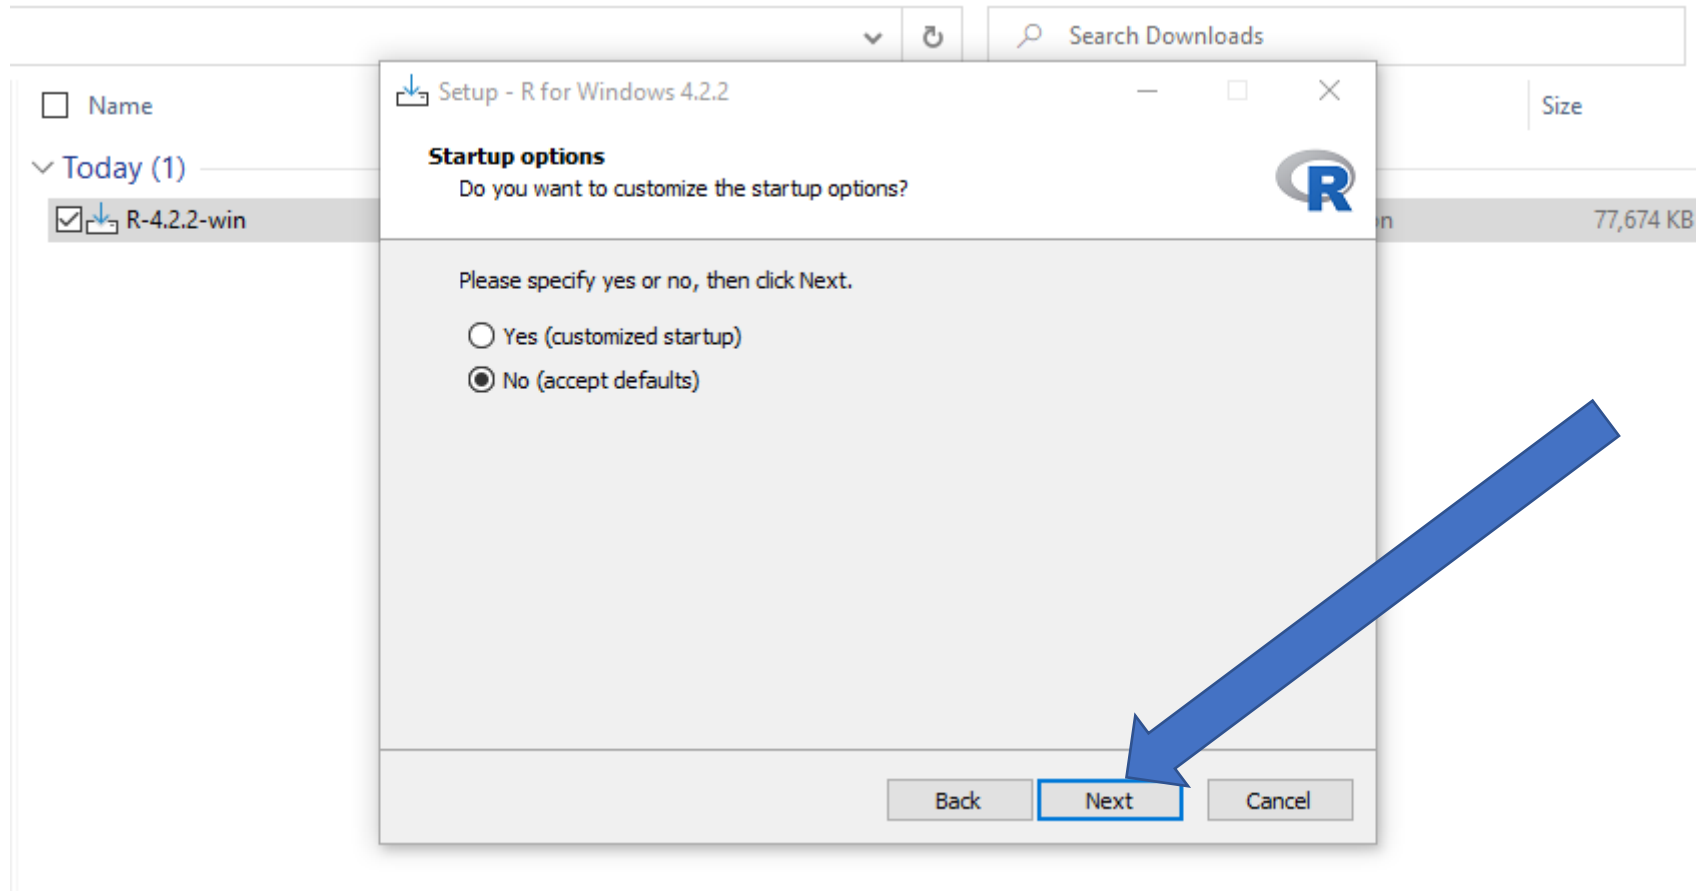 Search Downloads
Name
Size
Setup - R for Windows 4.2.2
Today (1)
Startup options
Do you want to customize the startup options?
R
R-4.2.2-win
77,674 KB
Please specify yes or no, then click Next.
Yes (customized startup)
No (accept defaults)
Back
Next
Cancel